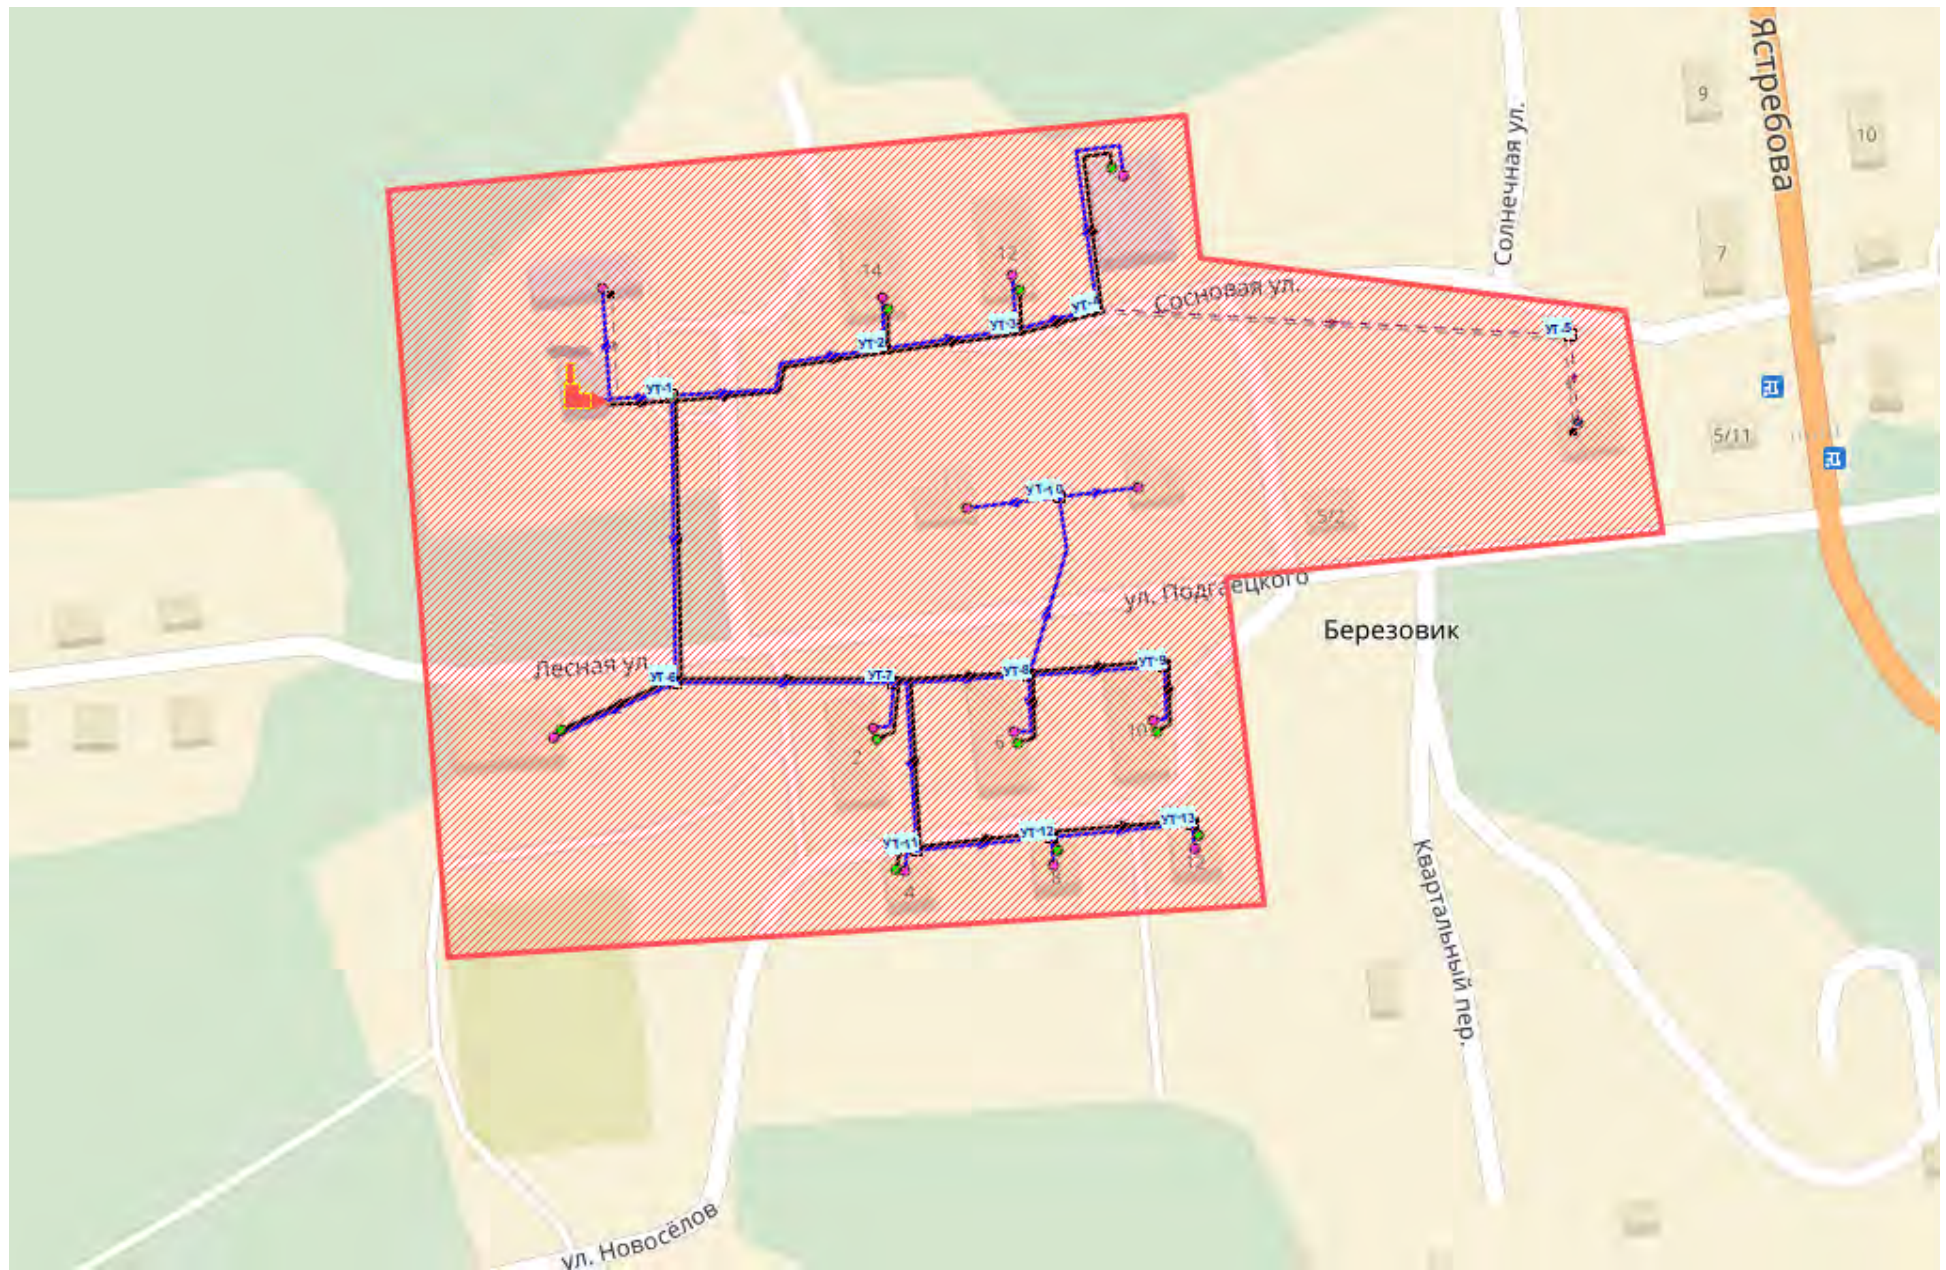 Ястребова
9
10
Солнечная ул.
7
12
14
Сосновая ул.
УТ-4
УТ-3
УТ-5
УТ-2
УТ-1
5/11
УТ-10
5/2
ул. Подгаецкого
Березовик
Лесная ул.
УТ-6
УТ-7
УТ-8
УТ-9
2
6
10
УТ-11
УТ-12
УТ-13
4
8
12
Квартальный пер.
ул. Новосёлов